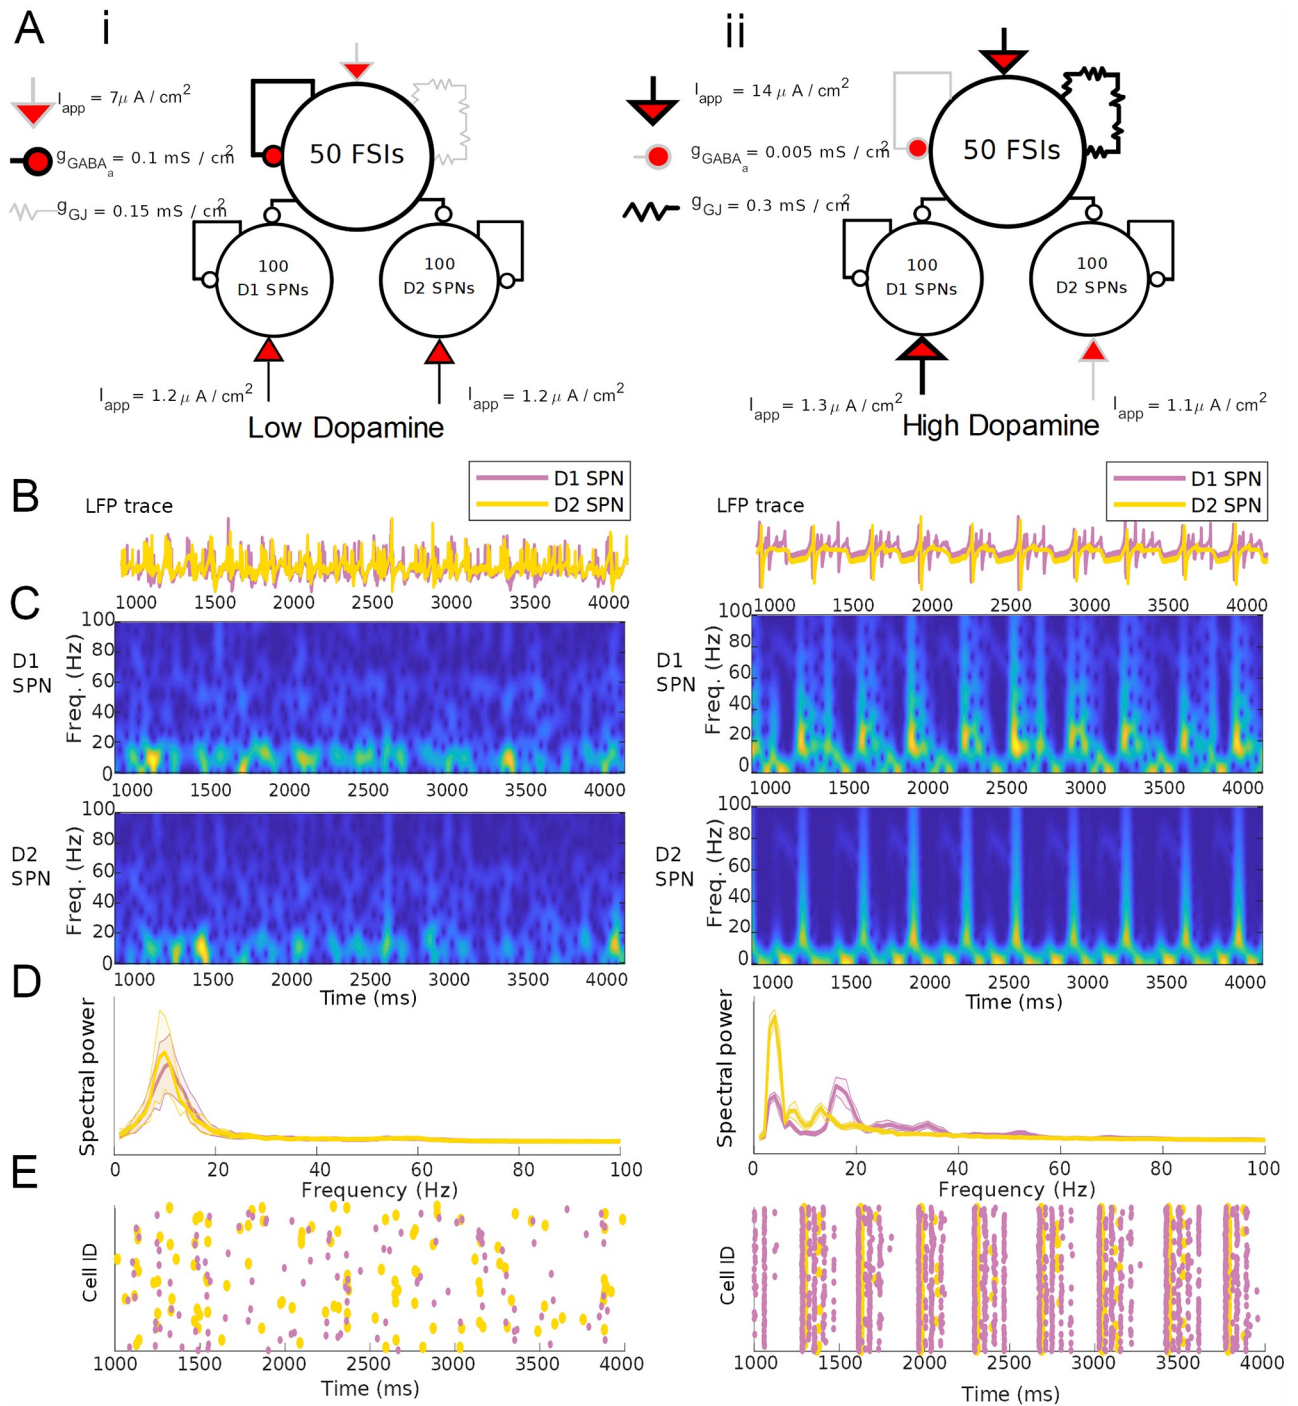 A i ii
I app = 7μ A / cm2
g GABA a = 0.1 mS / cm2
g GJ = 0.15 mS / cm2
50 FSIs
100
D1 SPNs
100
D2 SPNs
I app = 1.2 μ A / cm2
I app = 1.2 μ A / cm2
Low Dopamine
I app = 14 μ A / cm2
g GABA a = 0.005 mS / cm2
g GJ = 0.3 mS / cm2
50 FSIs
100
D1 SPNs
100
D2 SPNs
I app = 1.3 μ A / cm2
I app = 1.1μ A / cm2
High Dopamine
B
LFP trace
D1 SPN
D2 SPN
1000 1500 2000 2500 3000 3500 4000
LFP trace
D1 SPN
D2 SPN
1000 1500 2000 2500 3000 3500 4000
C
D1
SPN
Freq. (Hz)
100
80
60
40
20
0
1000 1500 2000 2500 3000 3500 4000
D1
SPN
Freq. (Hz)
100
80
60
40
20
0
1000 1500 2000 2500 3000 3500 4000
D2
SPN
Freq. (Hz)
100
80
60
40
20
0
1000 1500 2000 2500 3000 3500 4000
Time (ms)
D2
SPN
Freq. (Hz)
100
80
60
40
20
0
1000 1500 2000 2500 3000 3500 4000
Time (ms)
D
Spectral power
0 20 40 60 80 100
Frequency (Hz)
Spectral power
0 20 40 60 80 100
Frequency (Hz)
E
Cell ID
1000 1500 2000 2500 3000 3500 4000
Time (ms)
Cell ID
1000 1500 2000 2500 3000 3500 4000
Time (ms)